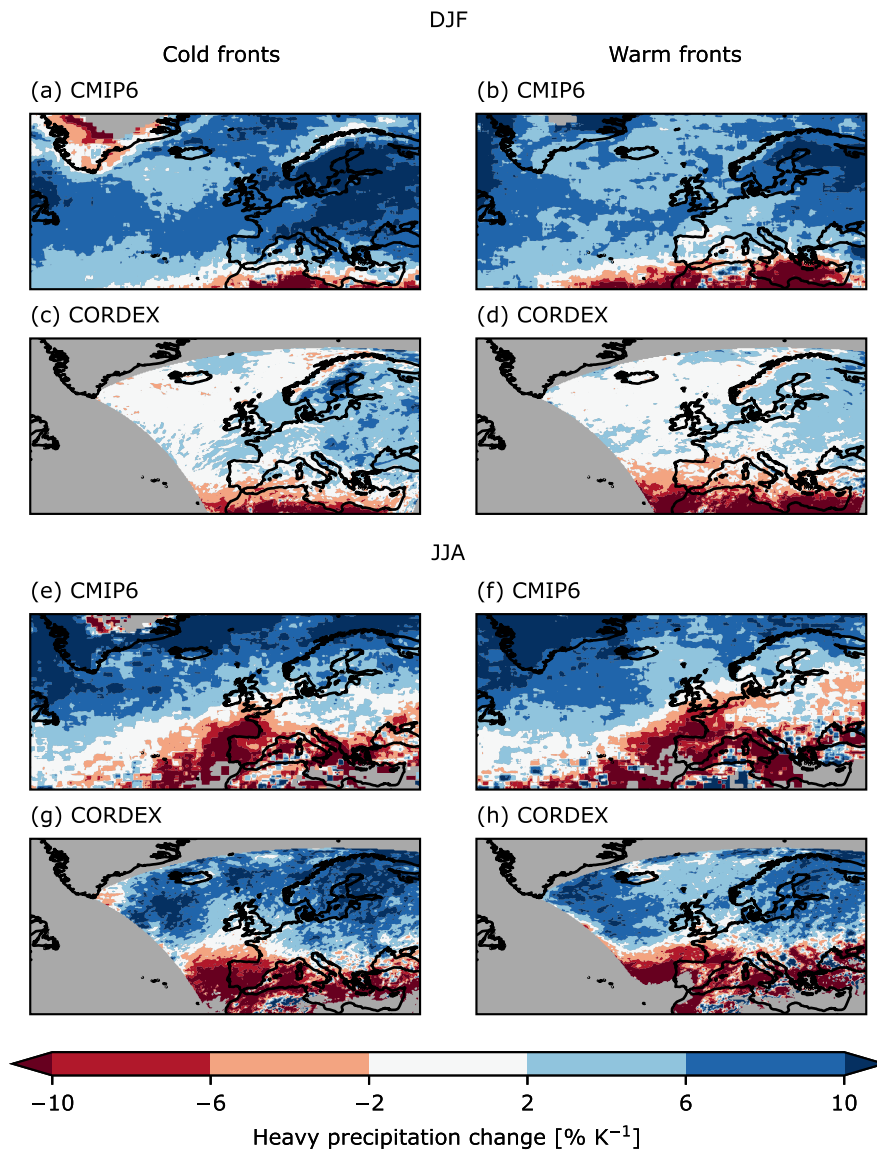 DJF
Cold fronts Warm fronts
(a) CMIP6 (b) CMIP6
(c) CORDEX (d) CORDEX
JJA
(e) CMIP6 (f) CMIP6
(g) CORDEX (h) CORDEX
−10 −6 −2 2 6 10
Heavy precipitation change [% K⁻¹]